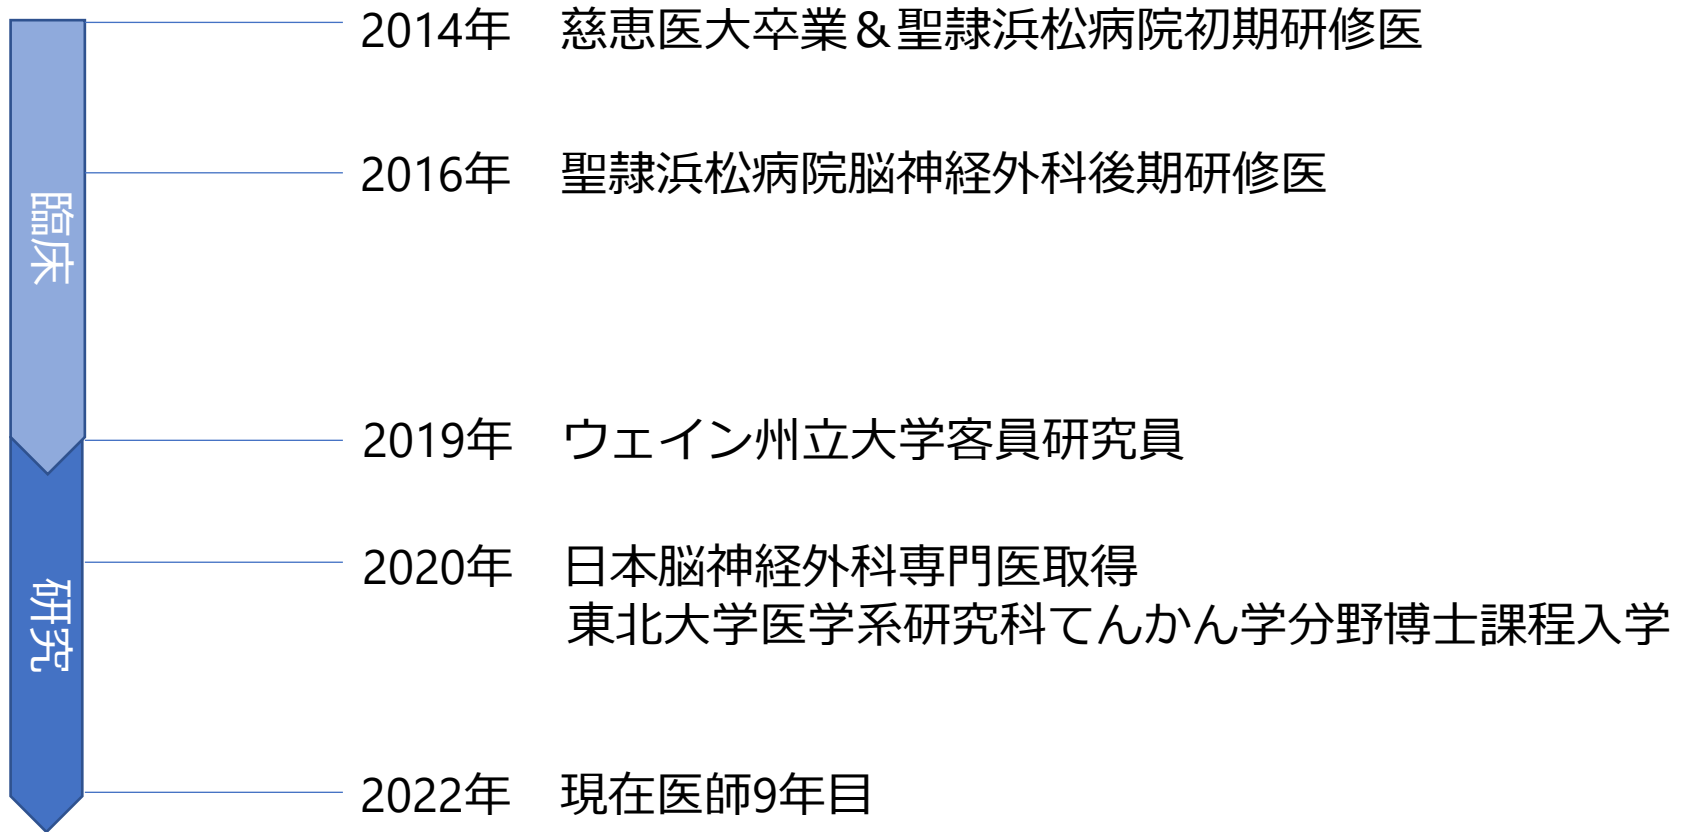 2014年　慈恵医大卒業＆聖隷浜松病院初期研修医
2016年　聖隷浜松病院脳神経外科後期研修医
臨床
2019年　ウェイン州立大学客員研究員
2020年　日本脳神経外科専門医取得
東北大学医学系研究科てんかん学分野博士課程入学
研究
2022年　現在医師9年目